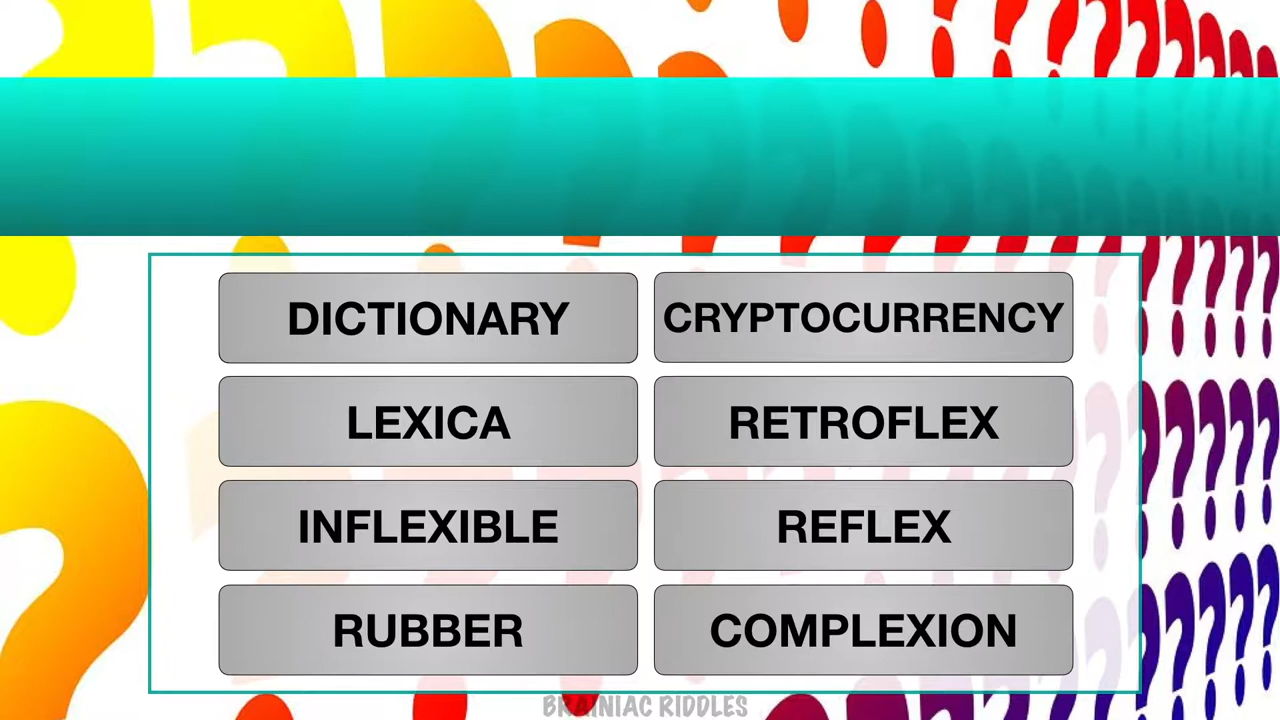 DICTIONARY
CRYPTOCURRENCY
LEXICA
RETROFLEX
INFLEXIBLE
REFLEX
RUBBER
COMPLEXION
BRAINIAC RIDDLES